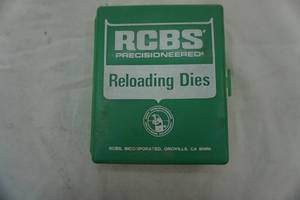 RCBS
PRECISIONEERED®
Reloading Dies
RCBS, INCORPORATED, OROVILLE, CA 95965